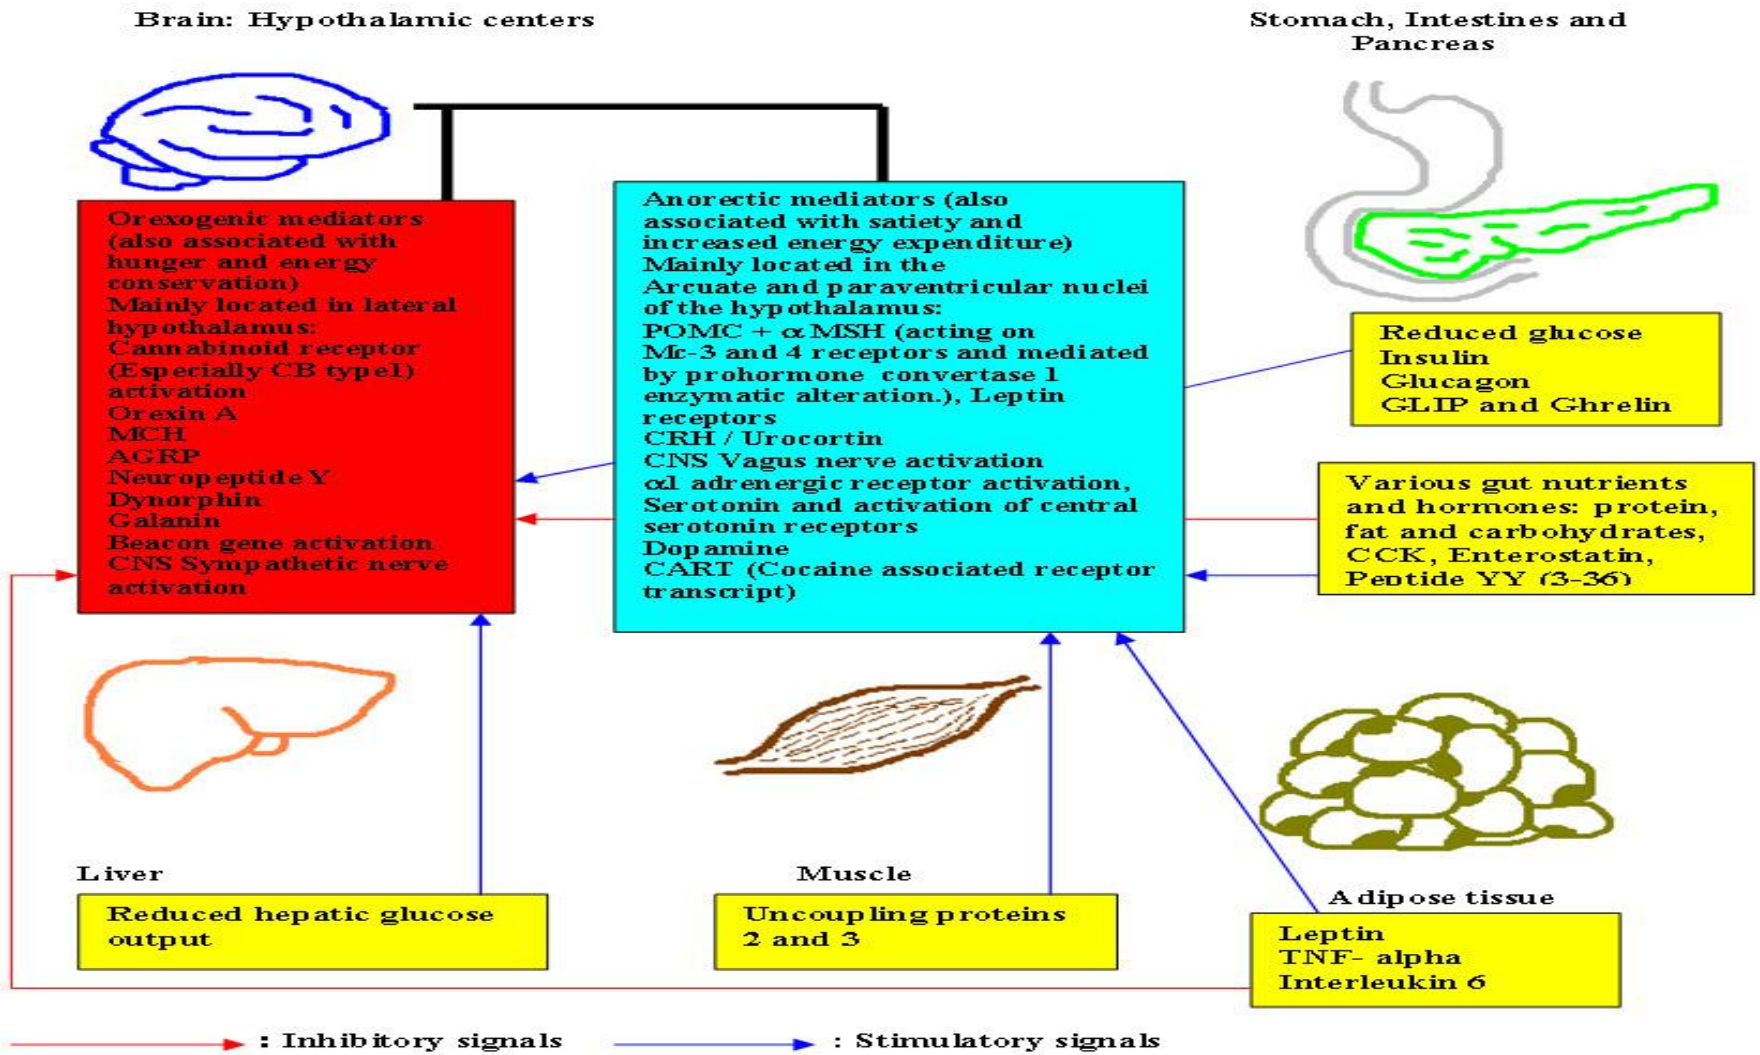 Brain: Hypothalamic centers
Stomach, Intestines and
Pancreas
Orexogenic mediators
(also associated with
hunger and energy
conservation)
Mainly located in lateral
hypothalamus:
Cannabinoid receptor
(Especially CB type1)
activation
Orexin A
MCH
AGRP
Neuropeptide Y
Dynorphin
Galanin
Beacon gene activation
CNS Sympathetic nerve
activation
Anorectic mediators (also
associated with satiety and
increased energy expenditure)
Mainly located in the
Arcuate and paraventricular nuclei
of the hypothalamus:
POMC + α MSH (acting on
Mc-3 and 4 receptors and mediated
by prohormone convertase 1
enzymatic alteration.), Leptin
receptors
CRH / Urocortin
CNS Vagus nerve activation
α1 adrenergic receptor activation,
Serotonin and activation of central
serotonin receptors
Dopamine
CART (Cocaine associated receptor
transcript)
Reduced glucose
Insulin
Glucagon
GLIP and Ghrelin
Various gut nutrients
and hormones: protein,
fat and carbohydrates,
CCK, Enterostatin,
Peptide YY (3-36)
Liver
Reduced hepatic glucose
output
Muscle
Uncoupling proteins
2 and 3
Adipose tissue
Leptin
TNF- alpha
Interleukin 6
: Inhibitory signals
: Stimulatory signals